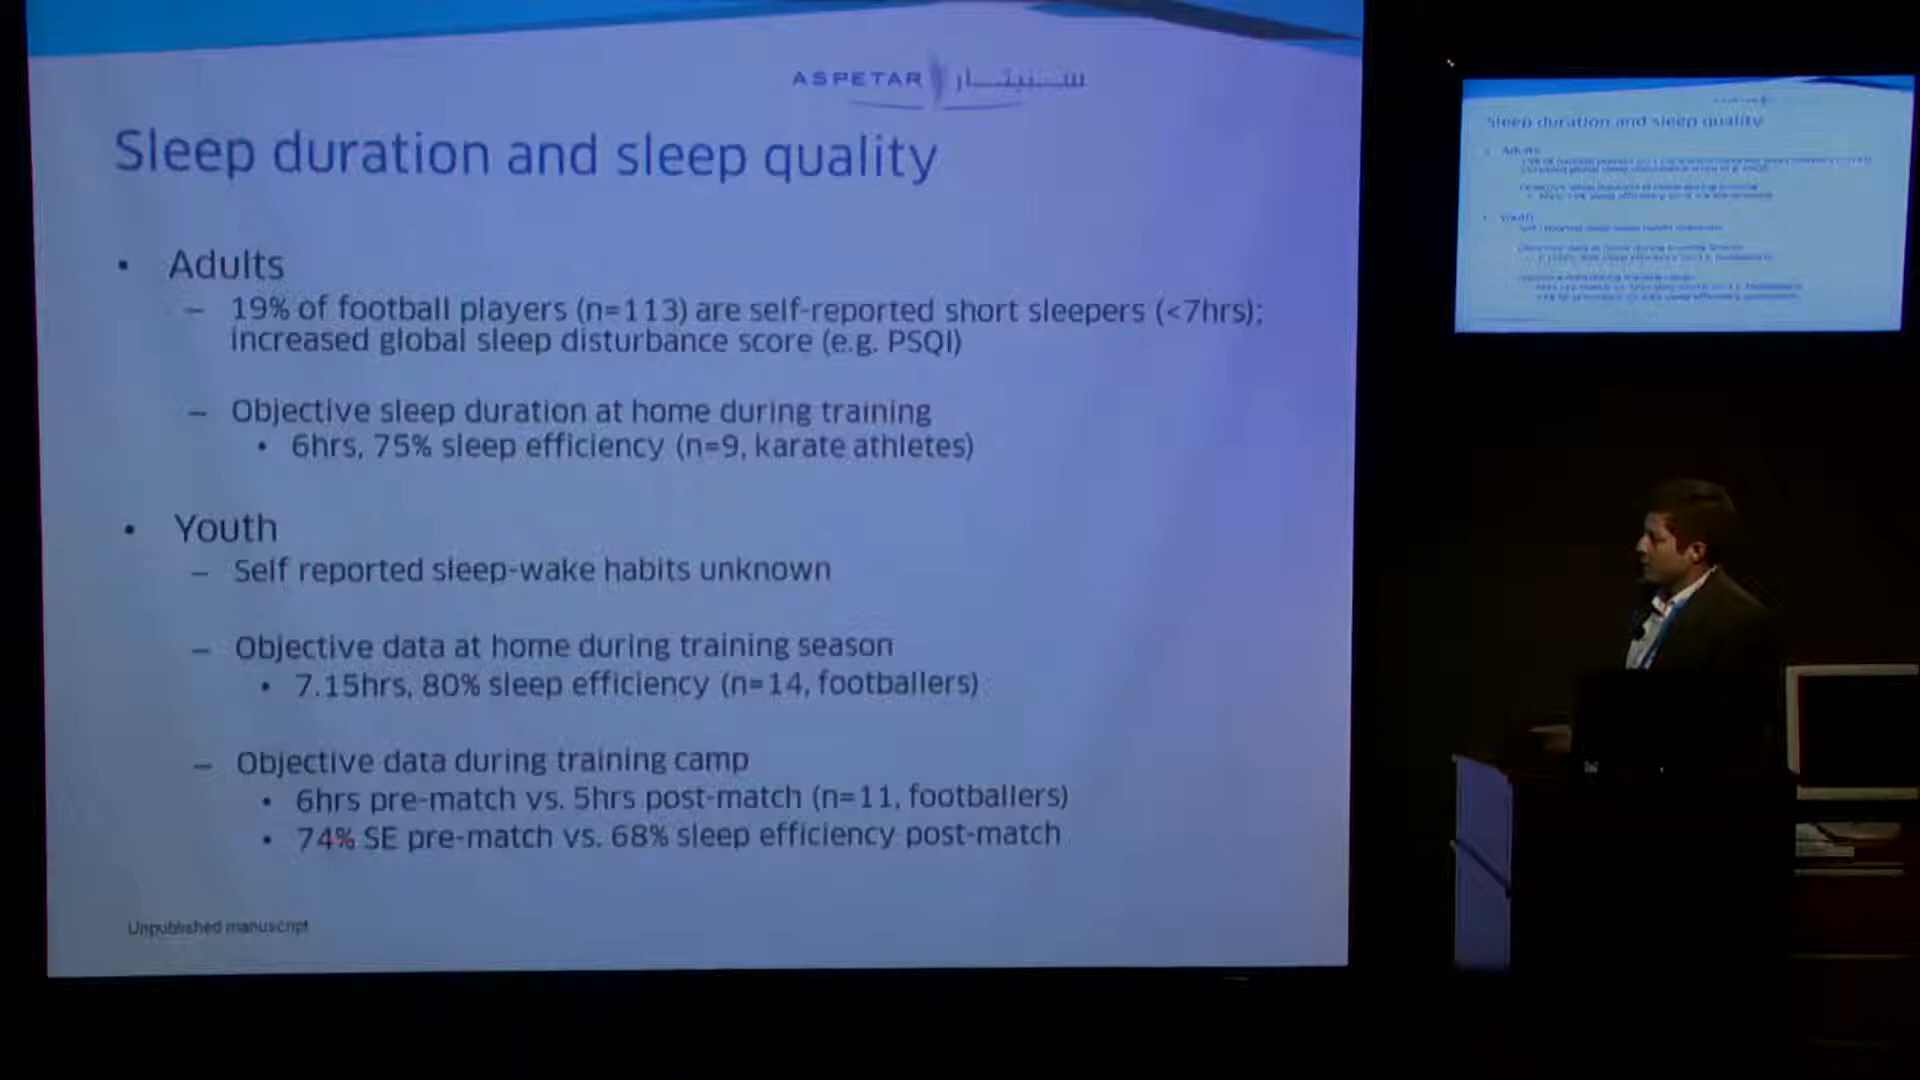 ASPETAR سبيتار
Sleep duration and sleep quality
• Adults
– 19% of football players (n=113) are self-reported short sleepers (<7hrs);
increased global sleep disturbance score (e.g. PSQI)
– Objective sleep duration at home during training
• 6hrs, 75% sleep efficiency (n=9, karate athletes)
• Youth
– Self reported sleep-wake habits unknown
– Objective data at home during training season
• 7.15hrs, 80% sleep efficiency (n=14, footballers)
– Objective data during training camp
• 6hrs pre-match vs. 5hrs post-match (n=11, footballers)
• 74% SE pre-match vs. 68% sleep efficiency post-match
Unpublished manuscript
Sleep duration and sleep quality
Adults
Youth